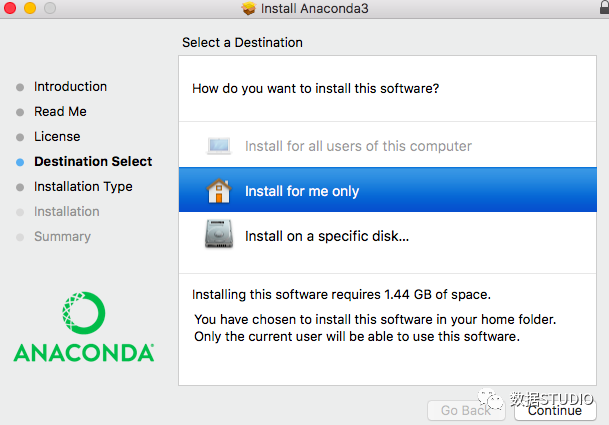 Install Anaconda3
Select a Destination
Introduction
Read Me
License
Destination Select
Installation Type
Installation
Summary
ANACONDA®
How do you want to install this software?
Install for all users of this computer
Install for me only
Install on a specific disk...
Installing this software requires 1.44 GB of space.
You have chosen to install this software in your home folder.
Only the current user will be able to use this software.
数据STUDIO
Go Back
Continue